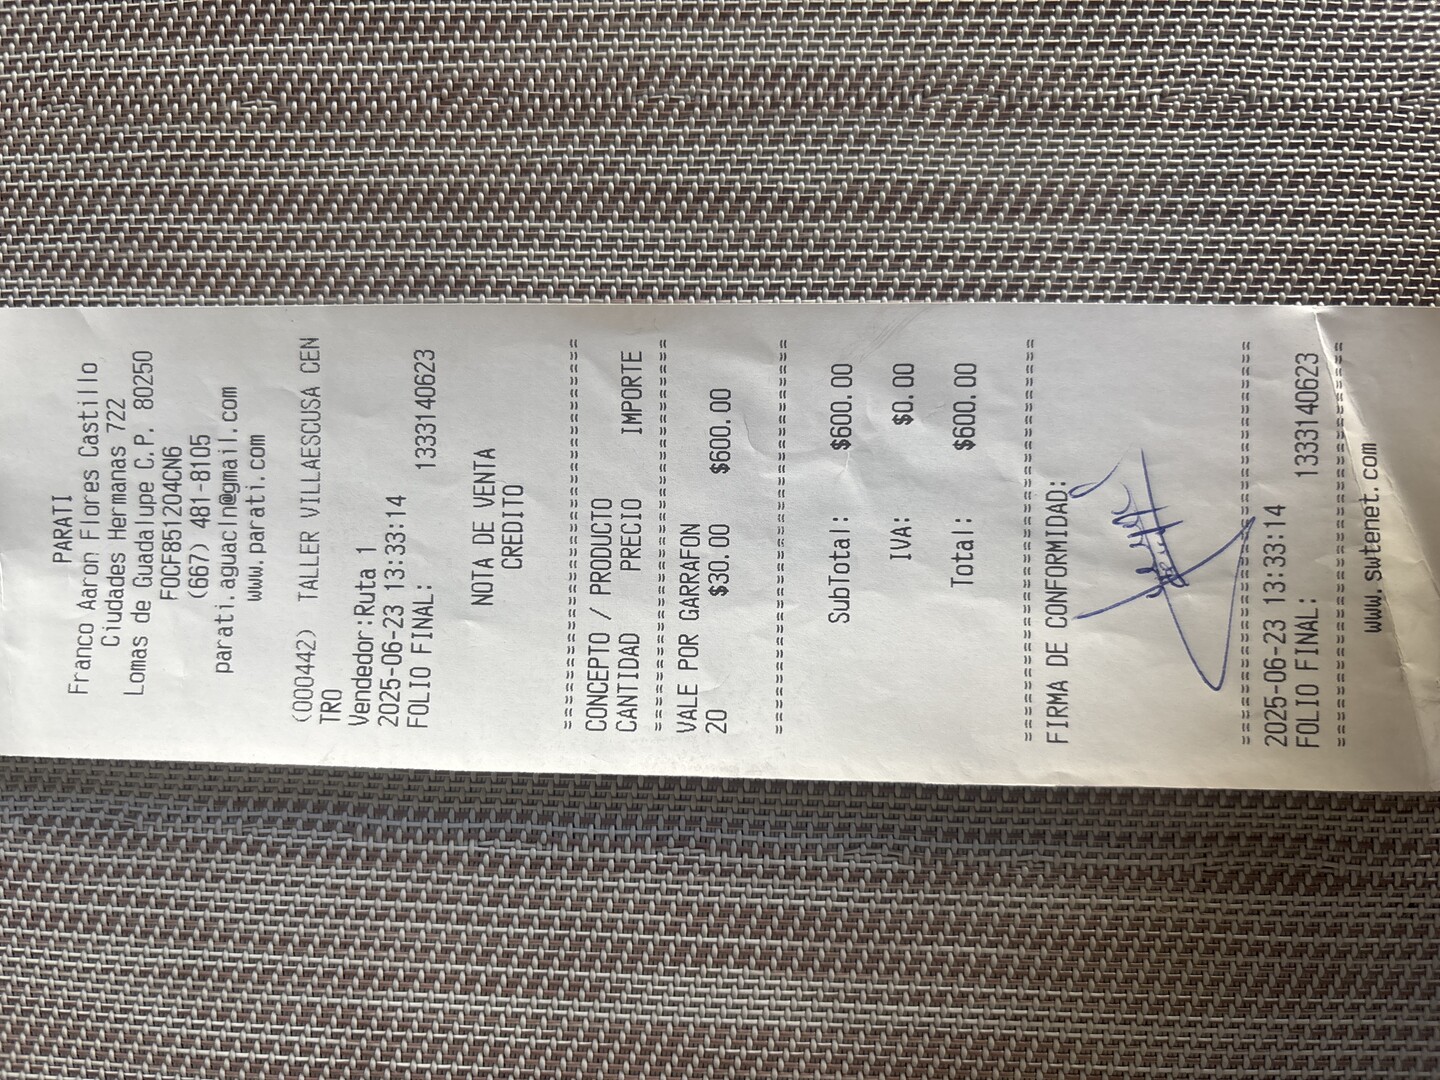 PARATI
Franco Aaron Flores Castillo
Ciudades Hermanas 722
Lomas de Guadalupe C.P. 80250
FOCF851204CN6
(667) 481-8105
parati.aguacln@gmail.com
www.parati.com
(000442) TALLER VILLAESCUSA CEN
TRO
Vendedor:Ruta 1
2025-06-23 13:33:14
FOLIO FINAL: 1333140623
NOTA DE VENTA
CREDITO
================================
CONCEPTO / PRODUCTO
CANTIDAD PRECIO IMPORTE
================================
VALE POR GARRAFON
20 $30.00 $600.00
================================
SubTotal: $600.00
IVA: $0.00
Total: $600.00
================================
FIRMA DE CONFORMIDAD:
================================
2025-06-23 13:33:14
FOLIO FINAL: 1333140623
================================
www.swtenet.com